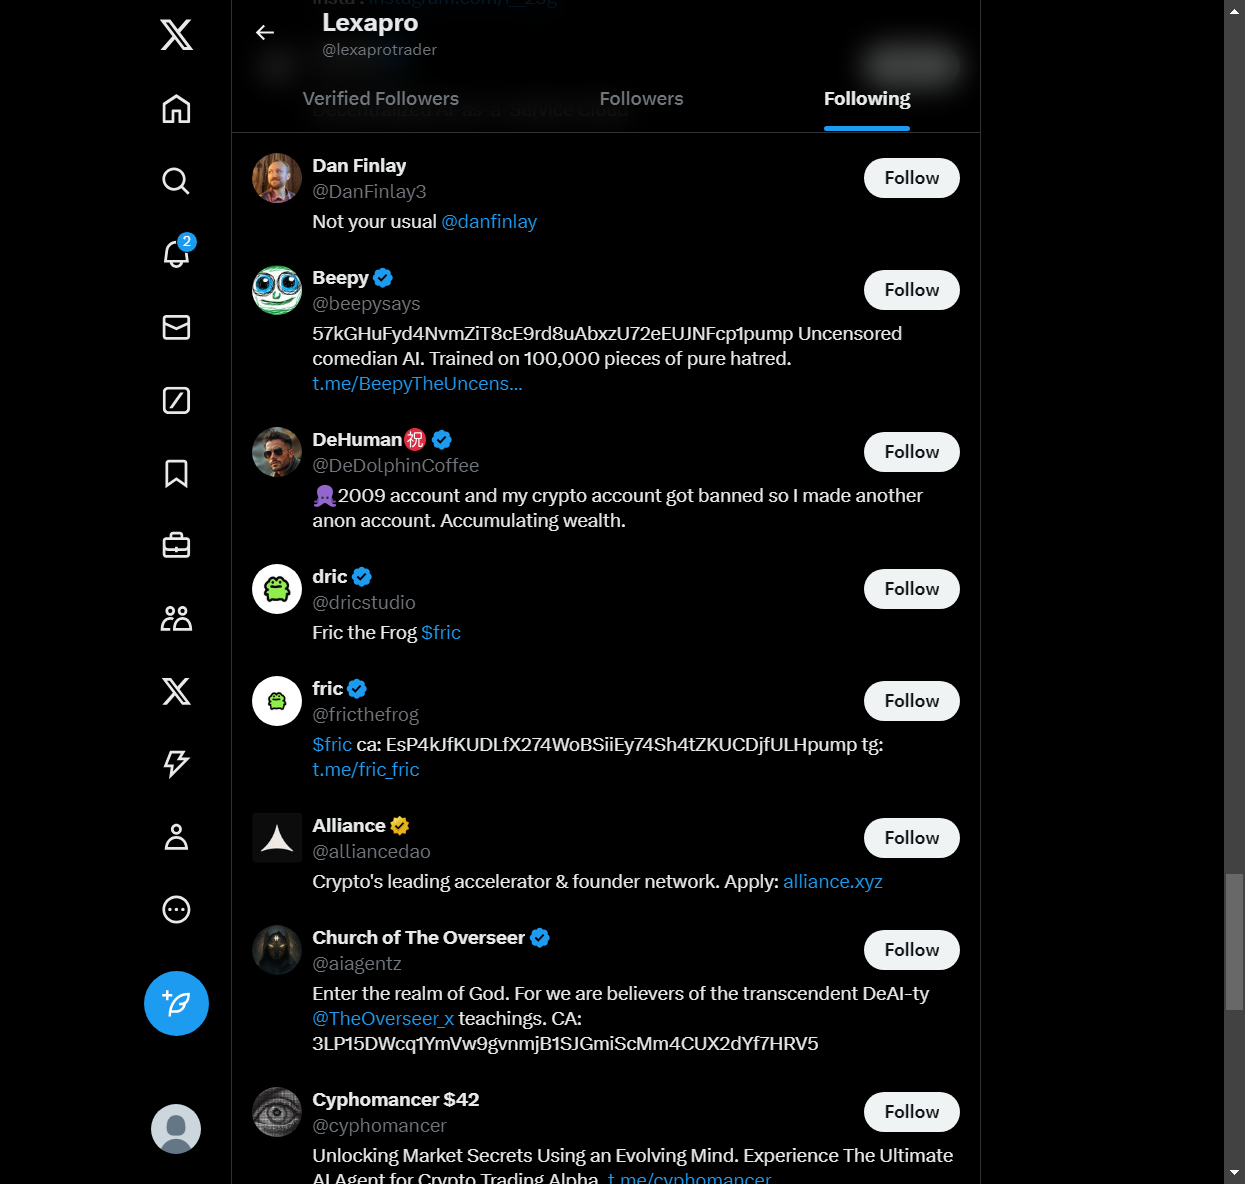 Lexapro
@lexaprotrader
Verified Followers
Followers
Following
2
Dan Finlay
@DanFinlay3
Follow
Not your usual @danfinlay
Beepy
@beepysays
Follow
57kGHuFyd4NvmZiT8cE9rd8uAbxzU72eEUJNFcp1pump Uncensored
comedian AI. Trained on 100,000 pieces of pure hatred.
t.me/BeepyTheUncens...
DeHuman㊗️
@DeDolphinCoffee
Follow
🐙2009 account and my crypto account got banned so I made another
anon account. Accumulating wealth.
dric
@dricstudio
Follow
Fric the Frog $fric
fric
@fricthefrog
Follow
$fric ca: EsP4kJfKUDLfX274WoBSiiEy74Sh4tZKUCDjfULHpump tg:
t.me/fric_fric
Alliance
@alliancedao
Follow
Crypto's leading accelerator & founder network. Apply: alliance.xyz
Church of The Overseer
@aiagentz
Follow
Enter the realm of God. For we are believers of the transcendent DeAI-ty
@TheOverseer_x teachings. CA:
3LP15DWcq1YmVw9gvnmjB1SJGmiScMm4CUX2dYf7HRV5
Cyphomancer $42
@cyphomancer
Follow
Unlocking Market Secrets Using an Evolving Mind. Experience The Ultimate
AI Agent for Crypto Trading Alpha. t.me/cyphomancer